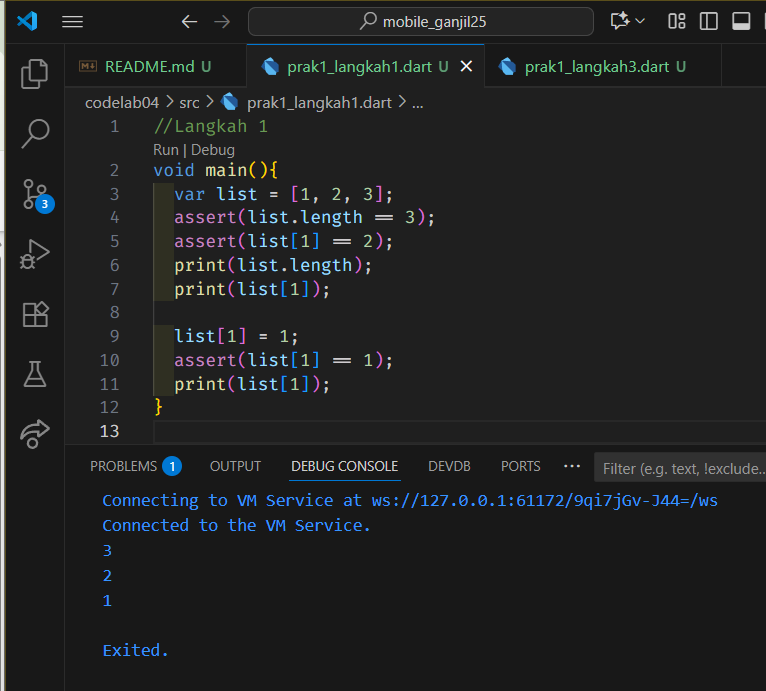 mobile_ganjil25
README.md U
prak1_langkah1.dart U
prak1_langkah3.dart U
codelab04 > src > prak1_langkah1.dart > ...
1 //Langkah 1
Run | Debug
2 void main(){
3 var list = [1, 2, 3];
4 assert(list.length == 3);
5 assert(list[1] == 2);
6 print(list.length);
7 print(list[1]);
8
9 list[1] = 1;
10 assert(list[1] == 1);
11 print(list[1]);
12 }
13
3
PROBLEMS 1 OUTPUT DEBUG CONSOLE DEVDB PORTS ... Filter (e.g. text, !exclude...
Connecting to VM Service at ws://127.0.0.1:61172/9qi7jGv-J44=/ws
Connected to the VM Service.
3
2
1
Exited.